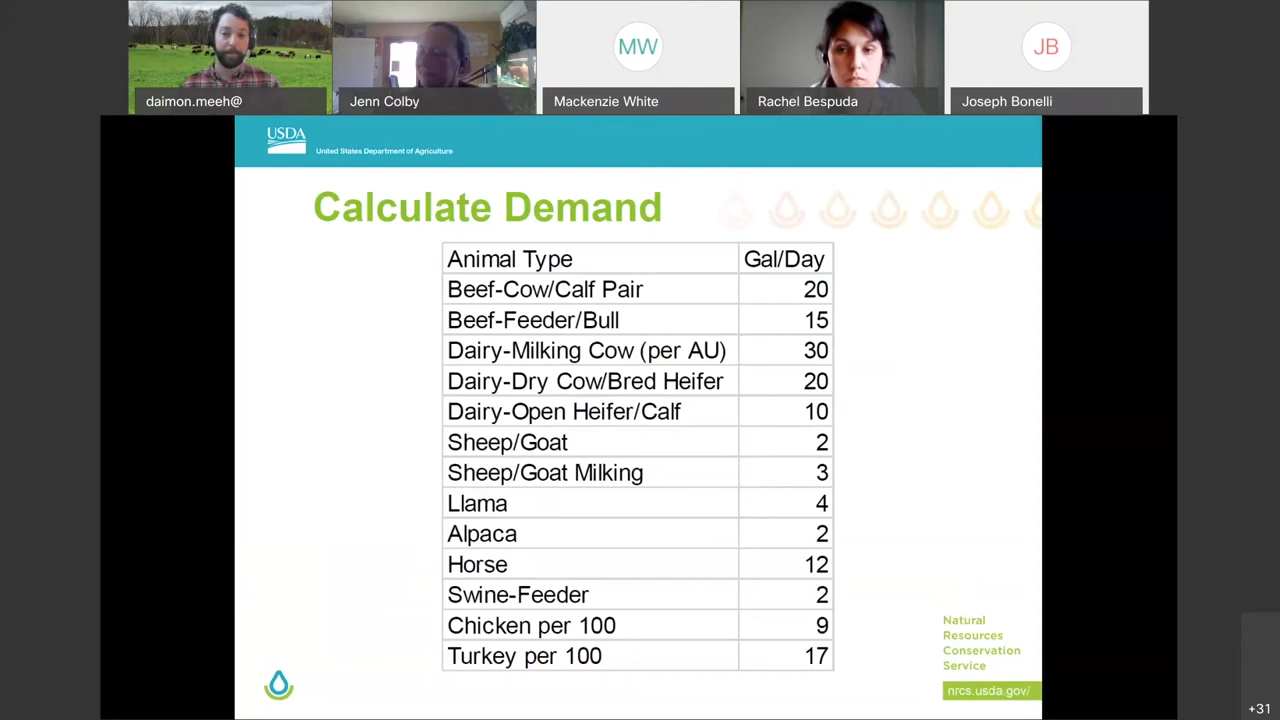 MW
JB
daimon.meeh@
Jenn Colby
Mackenzie White
Rachel Bespuda
Joseph Bonelli
USDA
United States Department of Agriculture
Calculate Demand
Animal Type Gal/Day
Beef-Cow/Calf Pair 20
Beef-Feeder/Bull 15
Dairy-Milking Cow (per AU) 30
Dairy-Dry Cow/Bred Heifer 20
Dairy-Open Heifer/Calf 10
Sheep/Goat 2
Sheep/Goat Milking 3
Llama 4
Alpaca 2
Horse 12
Swine-Feeder 2
Chicken per 100 9
Turkey per 100 17
Natural
Resources
Conservation
Service
nrcs.usda.gov/
+31